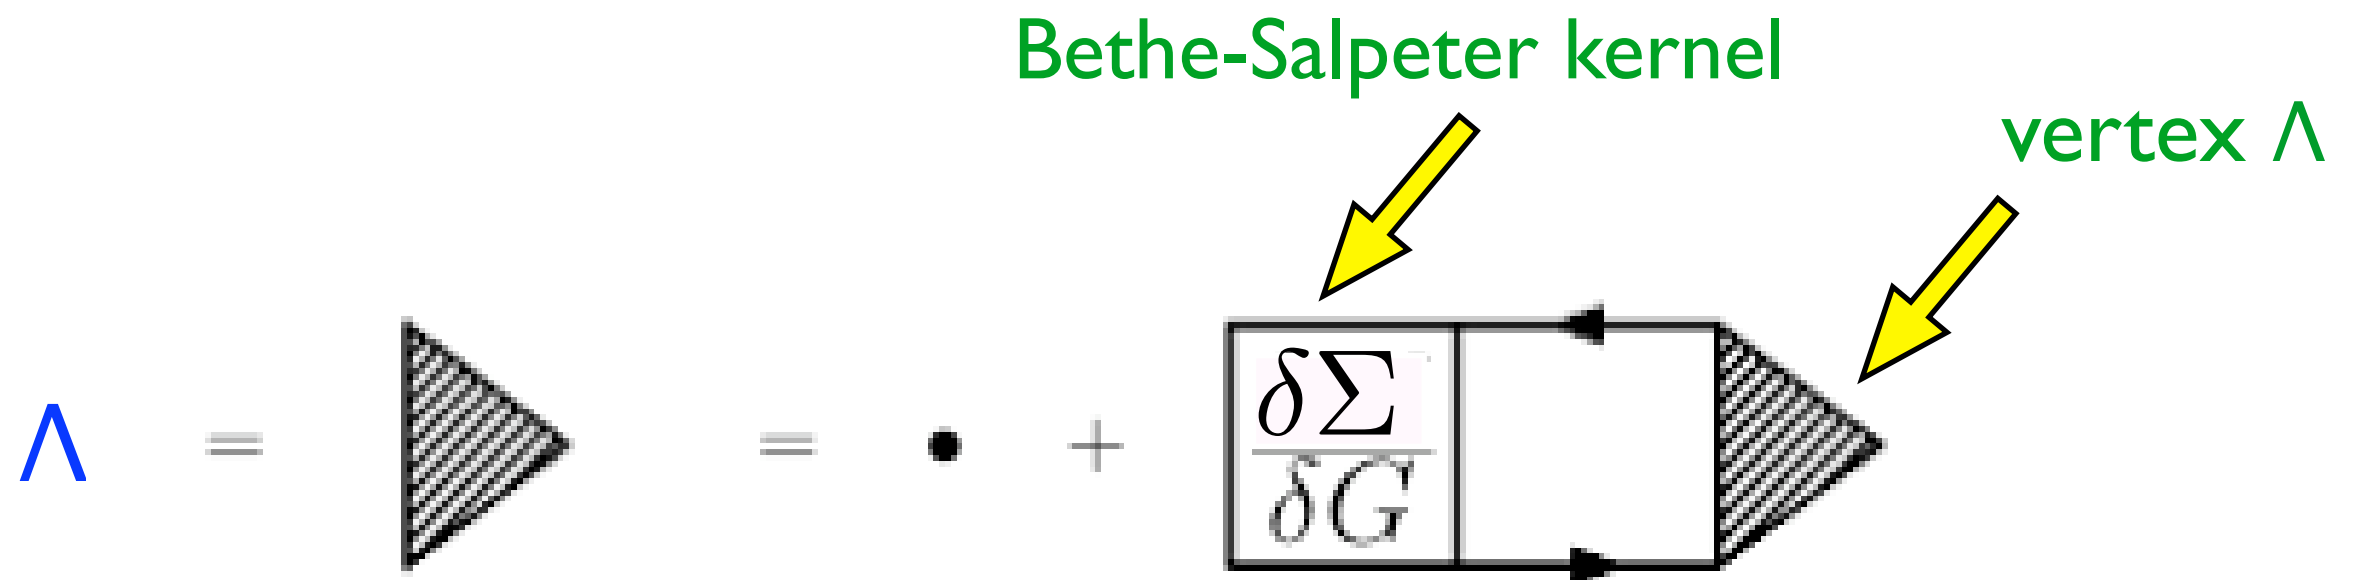 Bethe-Salpeter kernel
vertex Λ
Λ = = • + δΣ
δG